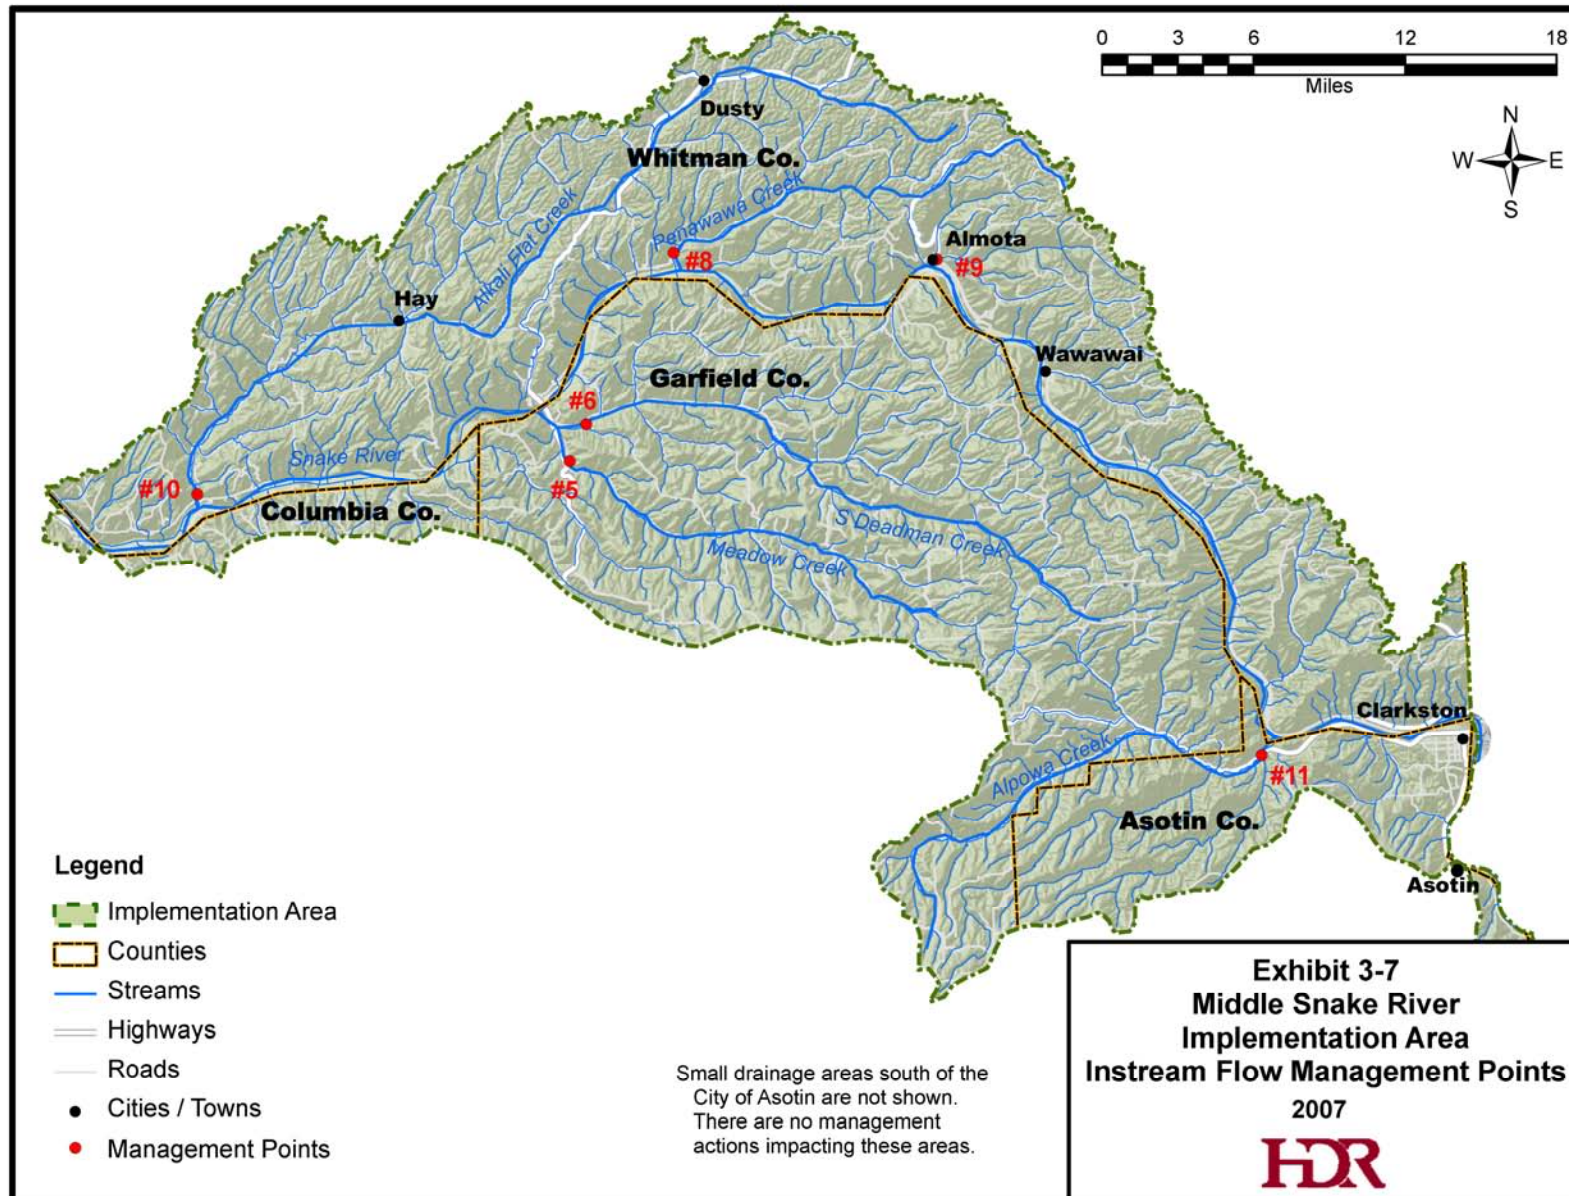 0 3 6 12 18
Miles
N
W E
S
Dusty
Whitman Co.
Penawawa Creek
Alkali Flat Creek
Almota
#8
#9
Hay
Wawawai
Garfield Co.
#6
Snake River
#10
#5
Columbia Co.
S Deadman Creek
Meadow Creek
Clarkston
Alpowa Creek
#11
Asotin Co.
Asotin
Legend
Implementation Area
Counties
Streams
Highways
Roads
Cities / Towns
Management Points
Small drainage areas south of the
City of Asotin are not shown.
There are no management
actions impacting these areas.
Exhibit 3-7
Middle Snake River
Implementation Area
Instream Flow Management Points
2007
HDR